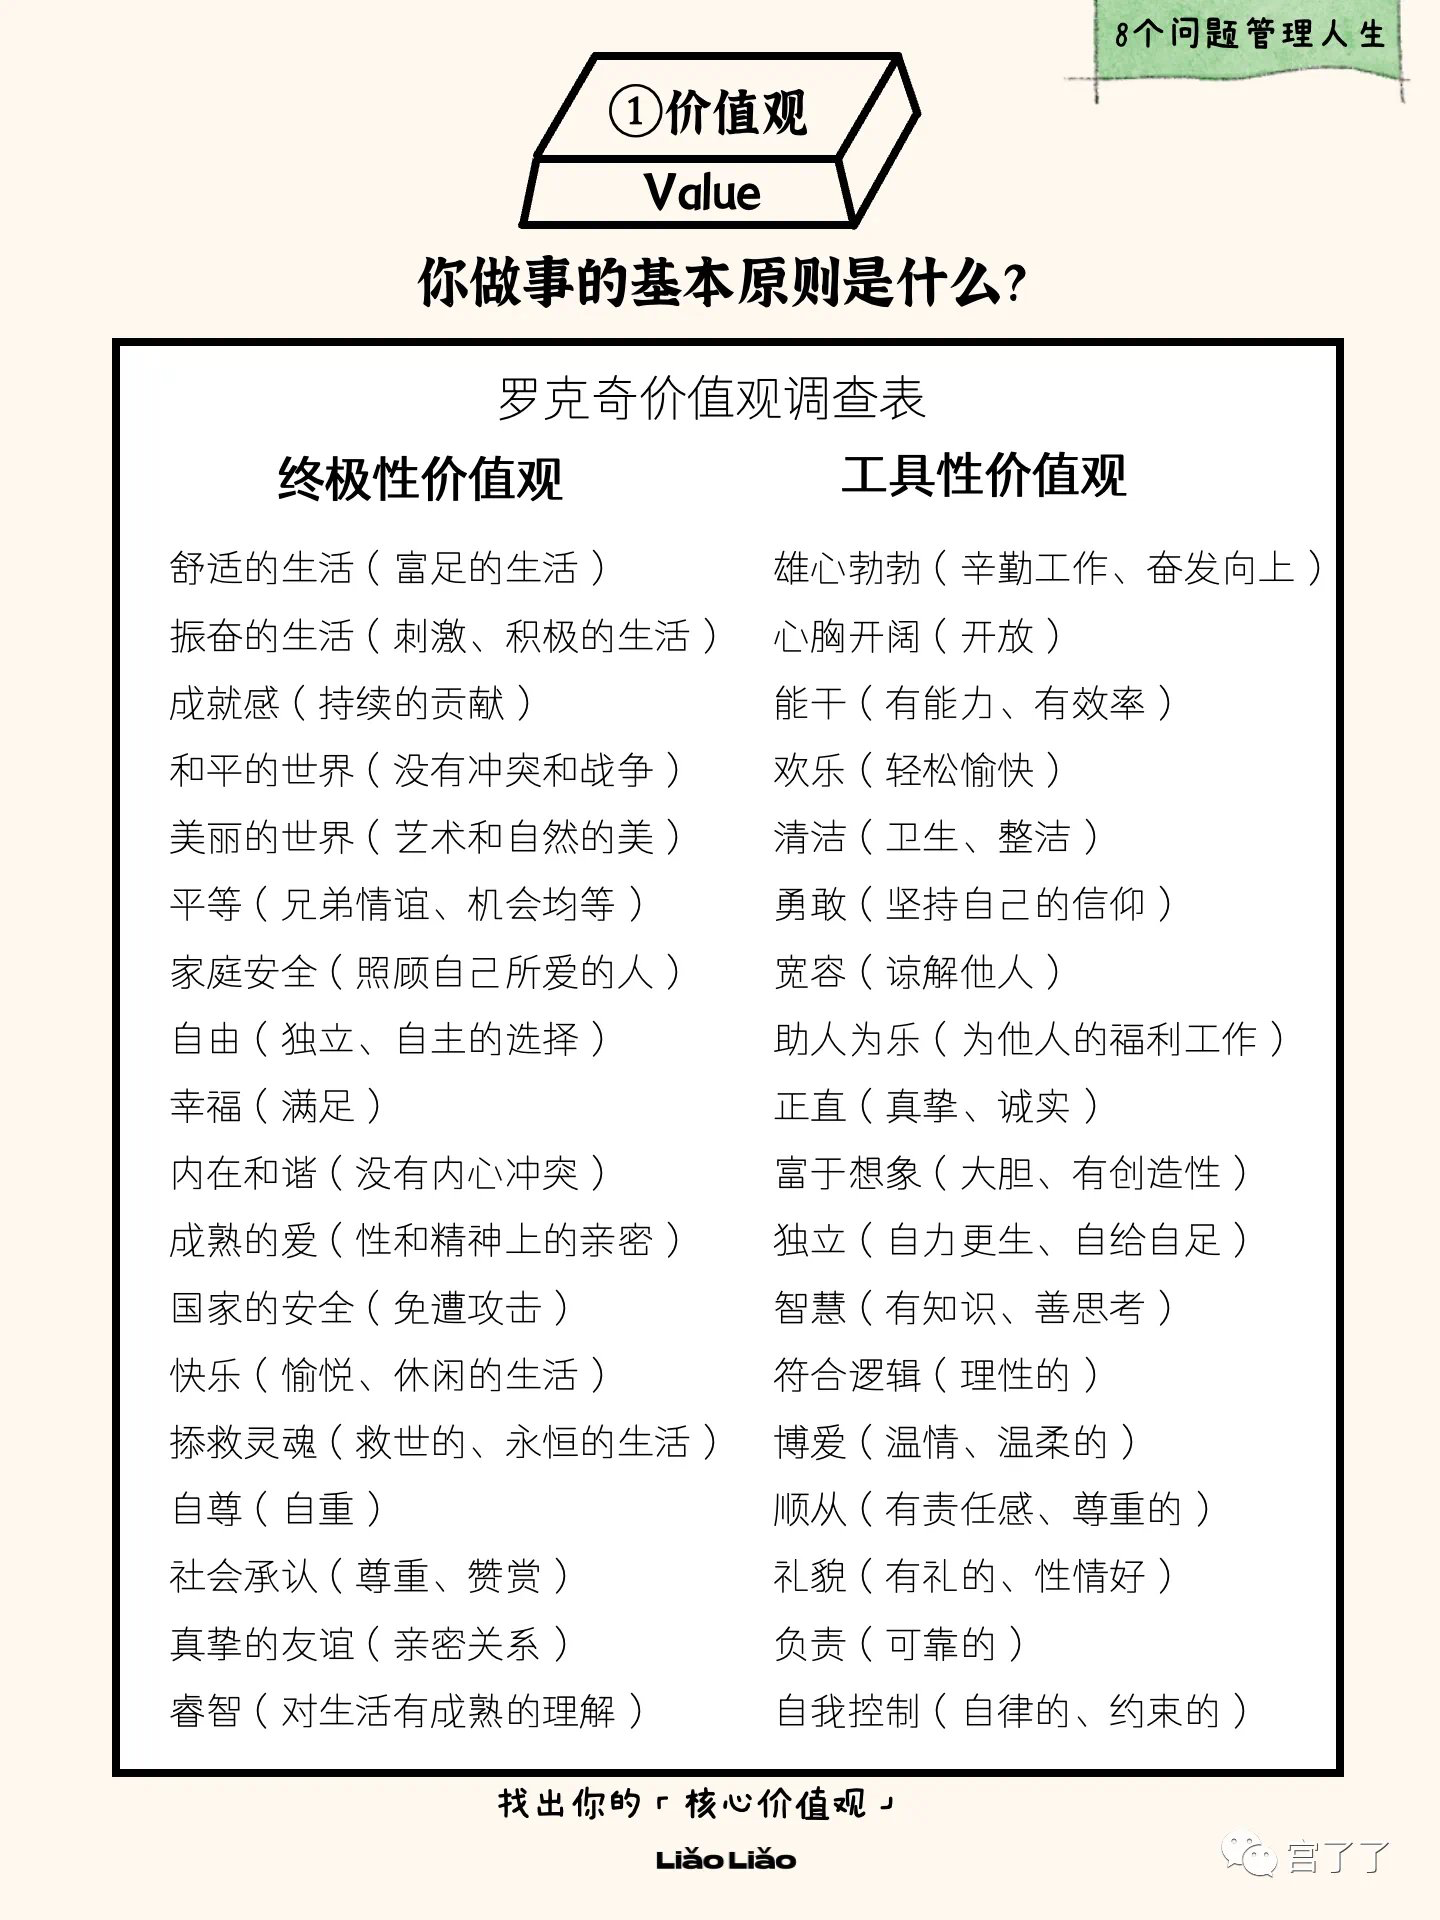 8个问题管理人生
①价值观
Value
你做事的基本原则是什么?
罗克奇价值观调查表
终极性价值观
舒适的生活（富足的生活）
振奋的生活（刺激、积极的生活）
成就感（持续的贡献）
和平的世界（没有冲突和战争）
美丽的世界（艺术和自然的美）
平等（兄弟情谊、机会均等）
家庭安全（照顾自己所爱的人）
自由（独立、自主的选择）
幸福（满足）
内在和谐（没有内心冲突）
成熟的爱（性和精神上的亲密）
国家的安全（免遭攻击）
快乐（愉悦、休闲的生活）
掭救灵魂（救世的、永恒的生活）
自尊（自重）
社会承认（尊重、赞赏）
真挚的友谊（亲密关系）
睿智（对生活有成熟的理解）
工具性价值观
雄心勃勃（辛勤工作、奋发向上）
心胸开阔（开放）
能干（有能力、有效率）
欢乐（轻松愉快）
清洁（卫生、整洁）
勇敢（坚持自己的信仰）
宽容（谅解他人）
助人为乐（为他人的福利工作）
正直（真挚、诚实）
富于想象（大胆、有创造性）
独立（自力更生、自给自足）
智慧（有知识、善思考）
符合逻辑（理性的）
博爱（温情、温柔的）
顺从（有责任感、尊重的）
礼貌（有礼的、性情好）
负责（可靠的）
自我控制（自律的、约束的）
找出你的「核心价值观」
Liǎo Liǎo
宫了了